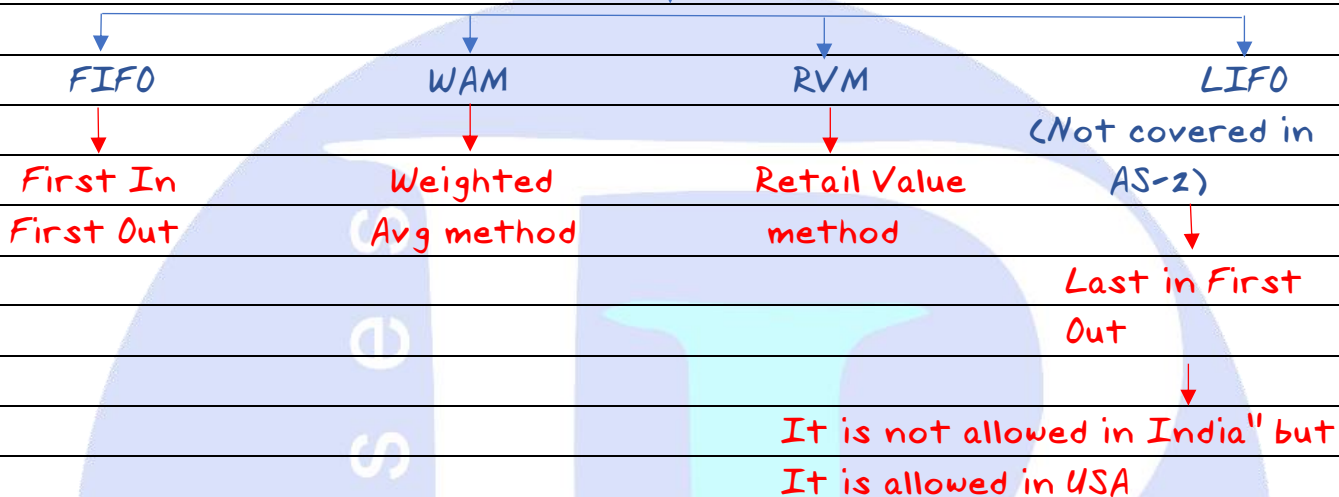 FIFO WAM RVM LIFO
(Not covered in
First In Weighted Retail Value AS-2)
First Out Avg method method
Last in First
Out
It is not allowed in India" but
It is allowed in USA
s e s